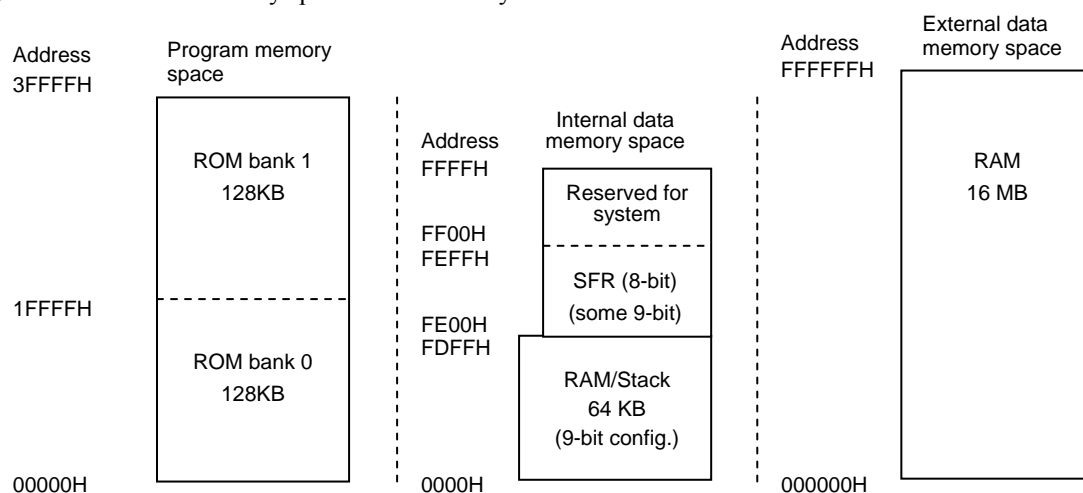 Address
3FFFFH
Program memory
space
ROM bank 1
128KB
1FFFFH
ROM bank 0
128KB
00000H
Address
FFFFH
Internal data
memory space
Reserved for
system
FF00H
FEFFH
SFR (8-bit)
(some 9-bit)
FE00H
FDFFH
RAM/Stack
64 KB
(9-bit config.)
0000H
Address
FFFFFFH
External data
memory space
RAM
16 MB
000000H